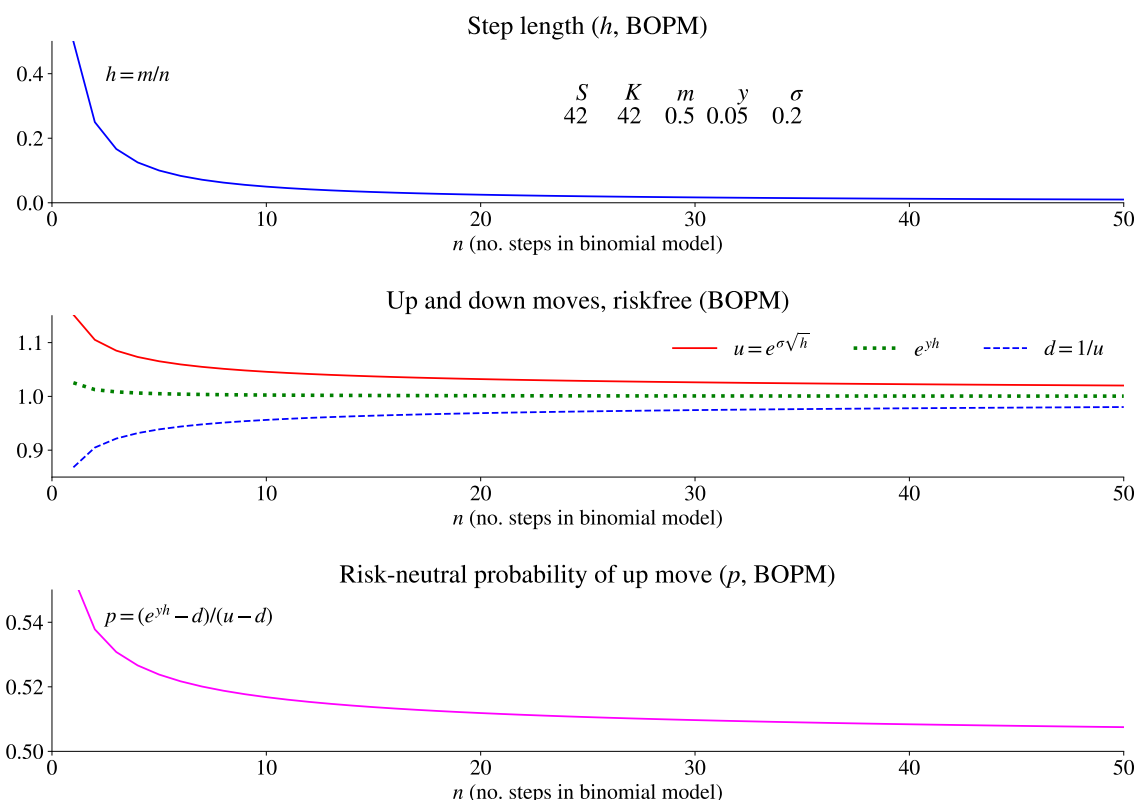 Step length (h, BOPM)
0.4
h = m/n
S K m y σ
42 42 0.5 0.05 0.2
0.2
0.0
0 10 20 30 40 50
n (no. steps in binomial model)
Up and down moves, riskfree (BOPM)
1.1
u = e^{σ√h} e^{yh} d = 1/u
1.0
0.9
0 10 20 30 40 50
n (no. steps in binomial model)
Risk-neutral probability of up move (p, BOPM)
0.54
p = (e^{yh} − d)/(u − d)
0.52
0.50
0 10 20 30 40 50
n (no. steps in binomial model)